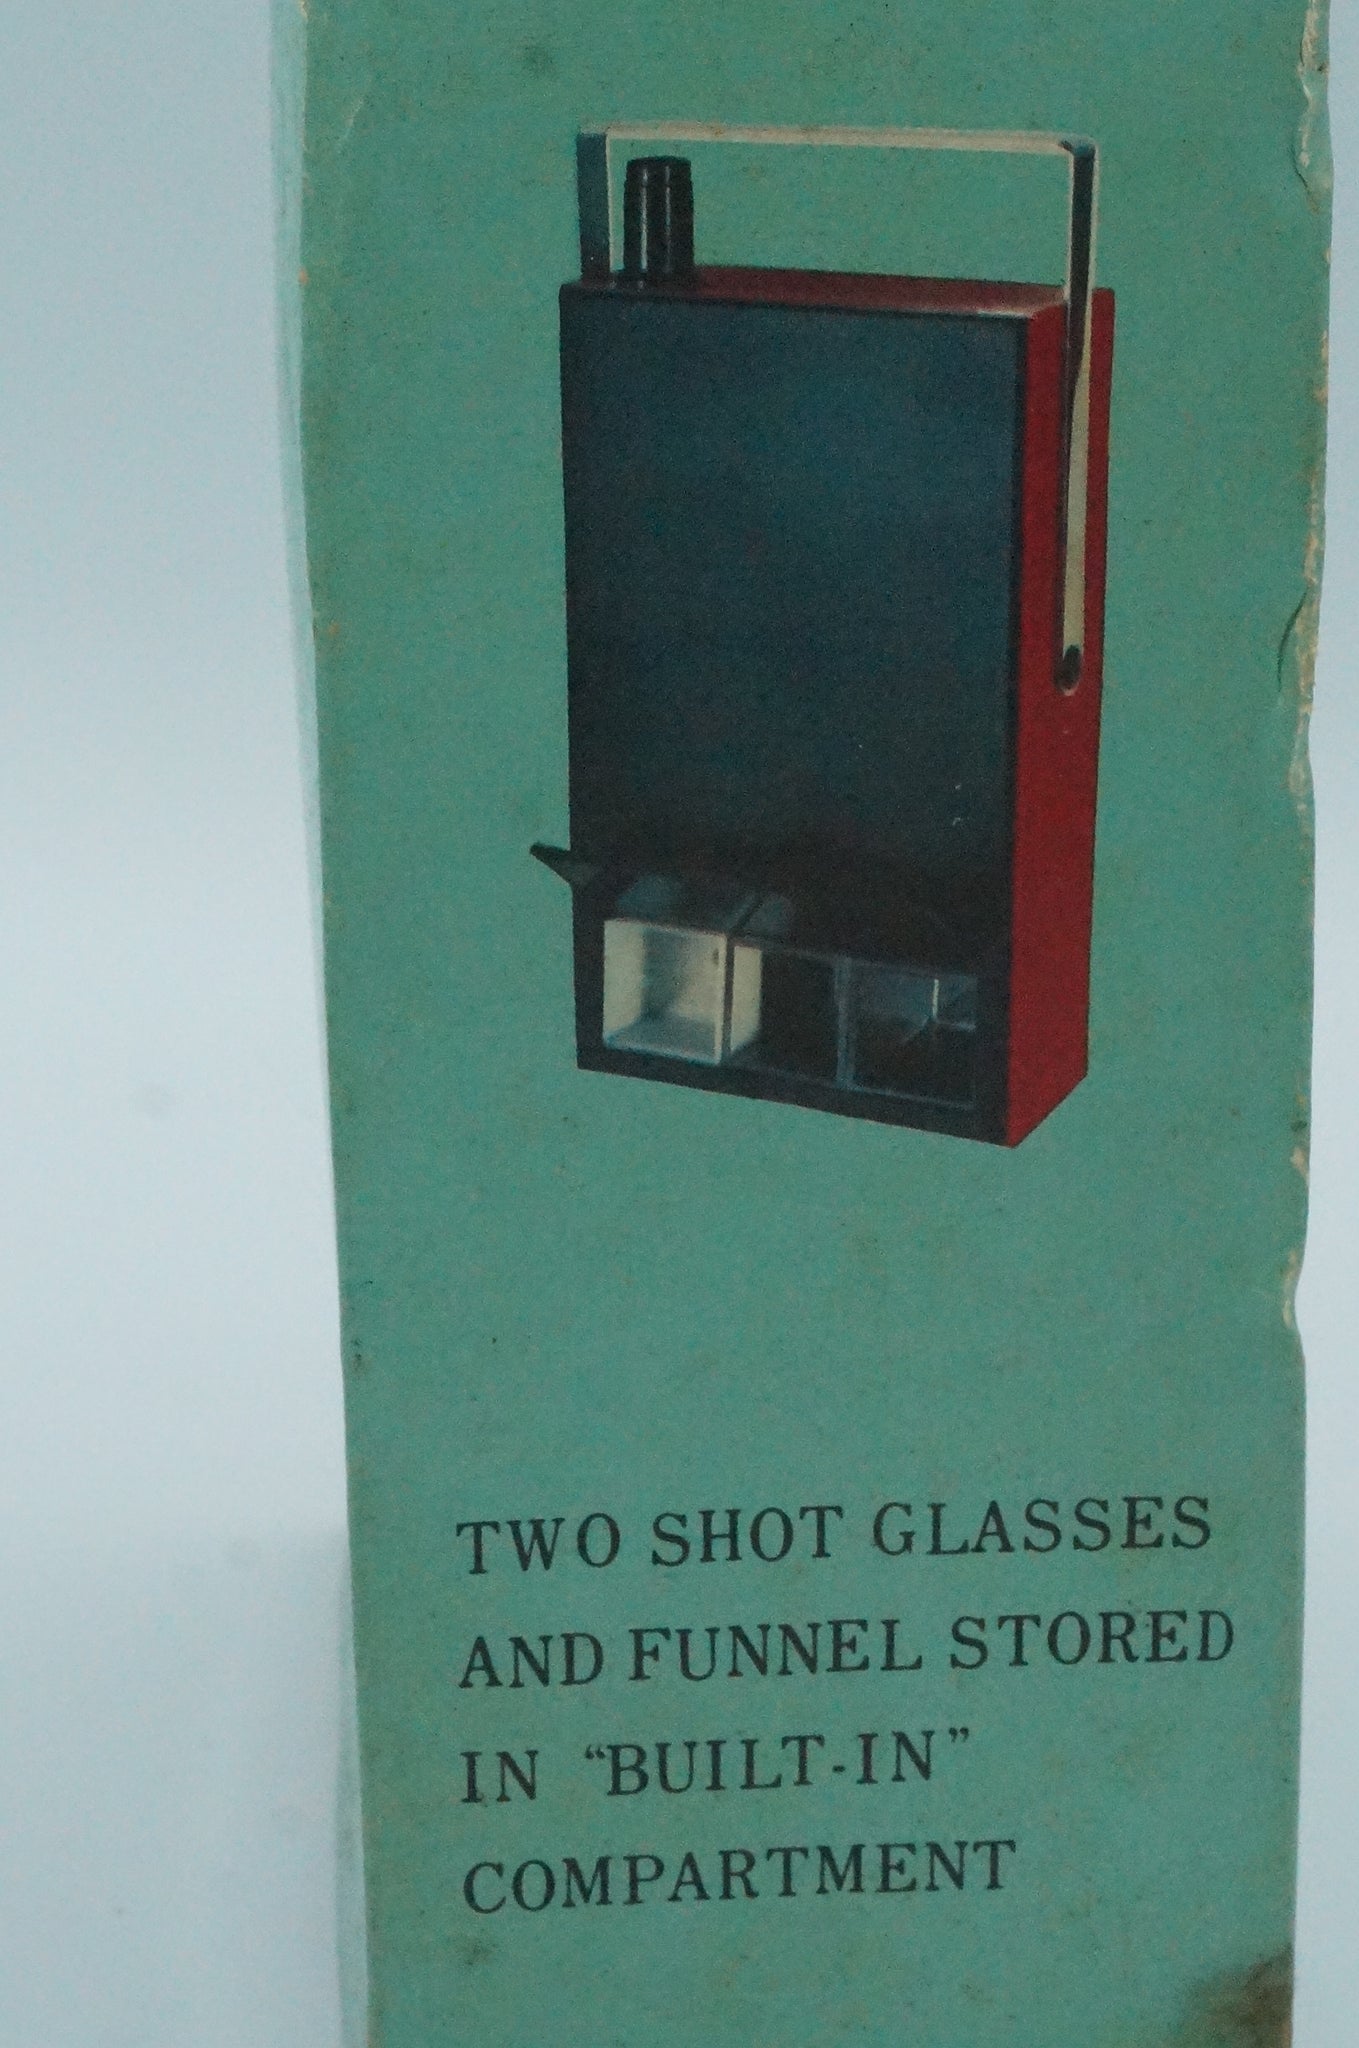 TWO SHOT GLASSES
AND FUNNEL STORED
IN “BUILT-IN”
COMPARTMENT